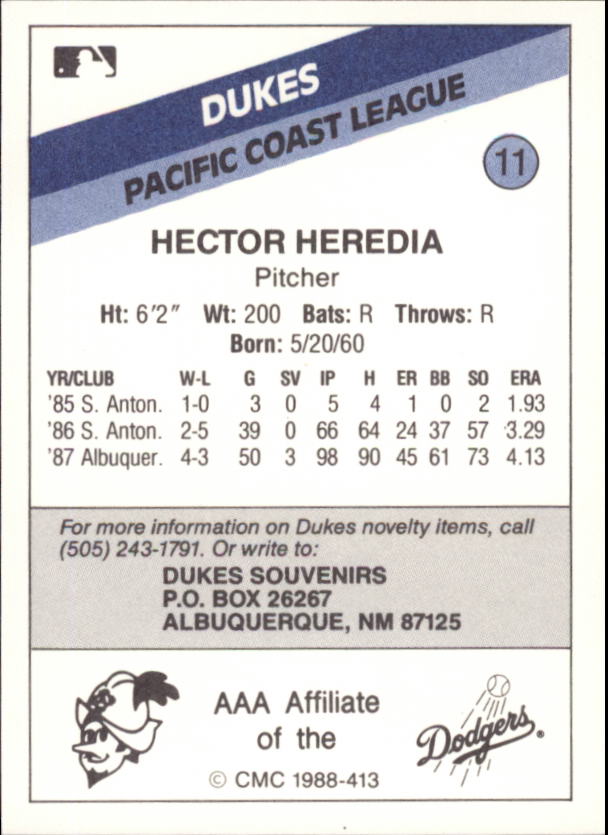 DUKES
PACIFIC COAST LEAGUE
11
HECTOR HEREDIA
Pitcher
Ht: 6'2" Wt: 200 Bats: R Throws: R
Born: 5/20/60
YR/CLUB W-L G SV IP H ER BB SO ERA
'85 S. Anton. 1-0 3 0 5 4 1 0 2 1.93
'86 S. Anton. 2-5 39 0 66 64 24 37 57 3.29
'87 Albuquer. 4-3 50 3 98 90 45 61 73 4.13
For more information on Dukes novelty items, call
(505) 243-1791. Or write to:
DUKES SOUVENIRS
P.O. BOX 26267
ALBUQUERQUE, NM 87125
AAA Affiliate
of the
Dodgers
© CMC 1988-413